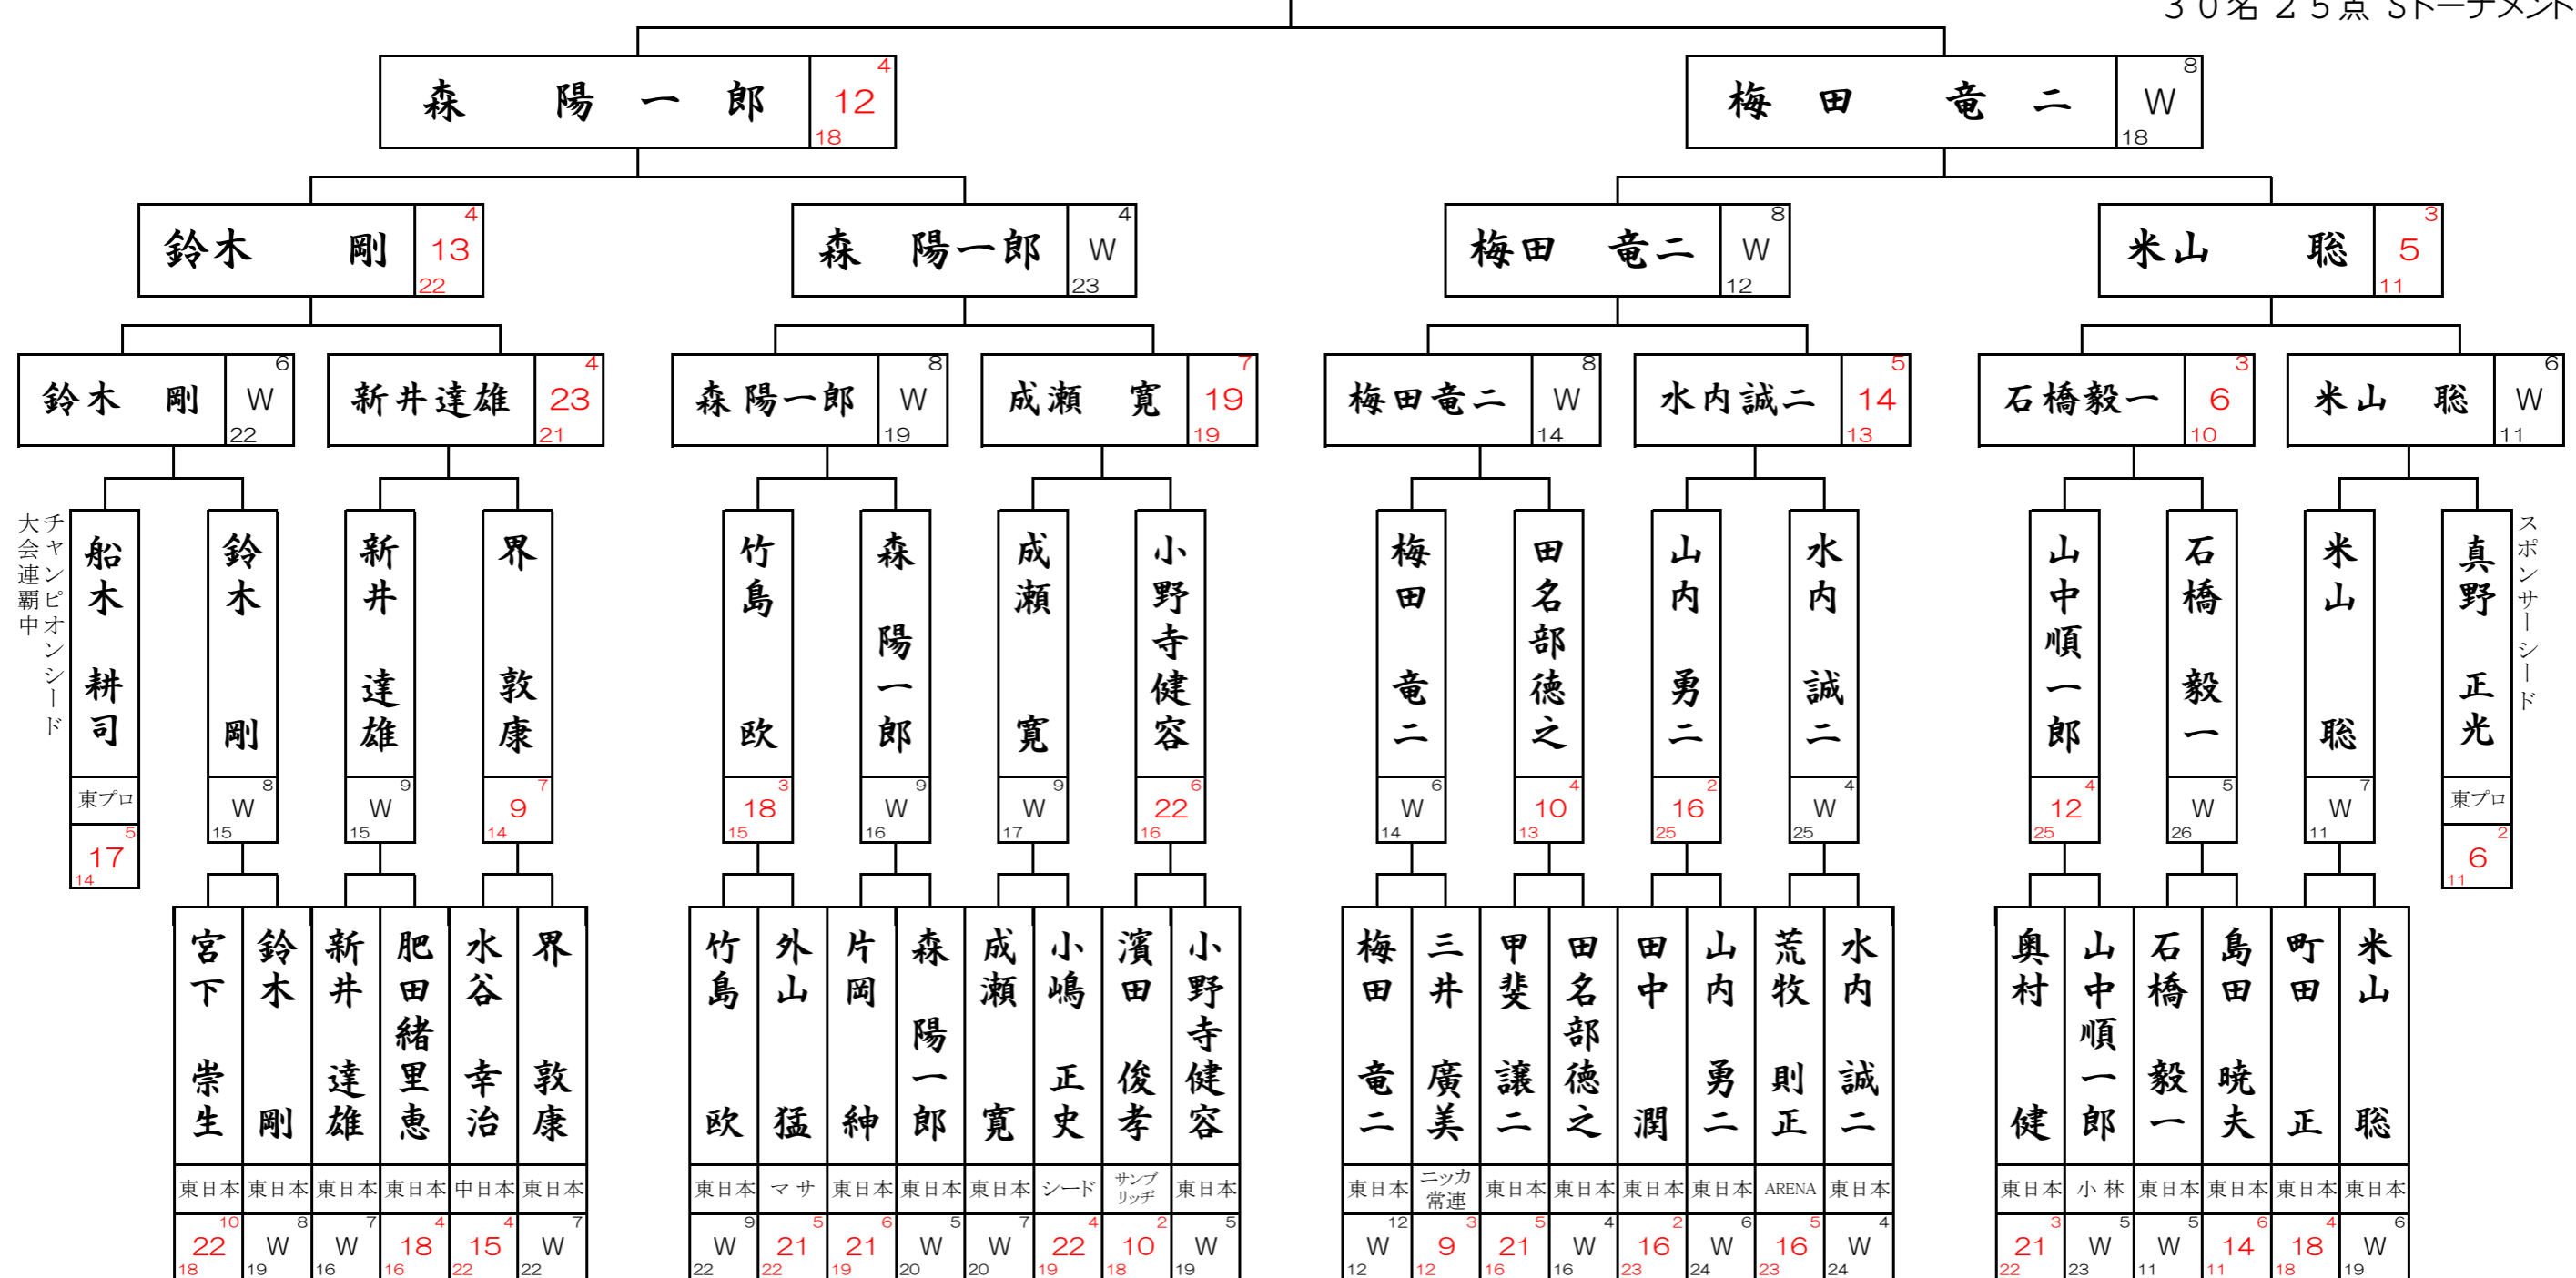 30名 25点 Sトーナメント
森 陽一郎 4 12 18
梅田 竜二 8 W 18
鈴木 剛 4 13 22
森 陽一郎 4 W 23
梅田 竜二 8 W 12
米山 聡 3 5 11
鈴木 剛 6 W 22
新井達雄 4 23 21
森陽一郎 8 W 19
成瀬 寛 7 19 19
梅田竜二 8 W 14
水内誠二 5 14 13
石橋毅一 3 6 10
米山 聡 6 W 11
チャンピオンシード
大会連覇中
船木 耕司 東プロ 5 17 14
鈴木 剛 8 W 15
新井 達雄 9 W 15
界 敦康 7 9 14
竹島 欧 3 18 15
森 陽一郎 9 W 16
成瀬 寛 9 W 17
小野寺健容 6 22 16
梅田 竜二 6 W 14
田名部徳之 4 10 13
山内 勇二 2 16 25
水内 誠二 4 W 25
山中順一郎 4 12 25
石橋 毅一 5 W 26
米山 聡 7 W 11
真野 正光 東プロ 2 6 11
スポンサーシード
宮下 崇生 東日本 10 22 18
鈴木 剛 東日本 8 W 19
新井 達雄 東日本 7 W 16
肥田緒里恵 東日本 4 18 16
水谷 幸治 中日本 4 15 22
界 敦康 東日本 7 W 22
竹島 欧 東日本 9 W 22
外山 猛 マサ 5 21 22
片岡 紳 東日本 6 21 19
森 陽一郎 東日本 5 W 20
成瀬 寛 東日本 7 W 20
小嶋 正史 シード 4 22 19
濱田 俊孝 サンブリッヂ 2 10 18
小野寺健容 東日本 5 W 19
梅田 竜二 東日本 12 W 12
三井 廣美 ニッカ常連 3 9 12
甲斐 譲二 東日本 5 21 16
田名部徳之 東日本 4 W 16
田中 潤 東日本 2 16 23
山内 勇二 東日本 6 W 24
荒牧 則正 ARENA 5 16 23
水内 誠二 東日本 4 W 24
奥村 健 東日本 3 21 22
山中順一郎 小林 5 W 23
石橋 毅一 東日本 5 W 11
島田 暁夫 東日本 6 14 11
町田 正 東日本 4 18 18
米山 聡 東日本 6 W 19